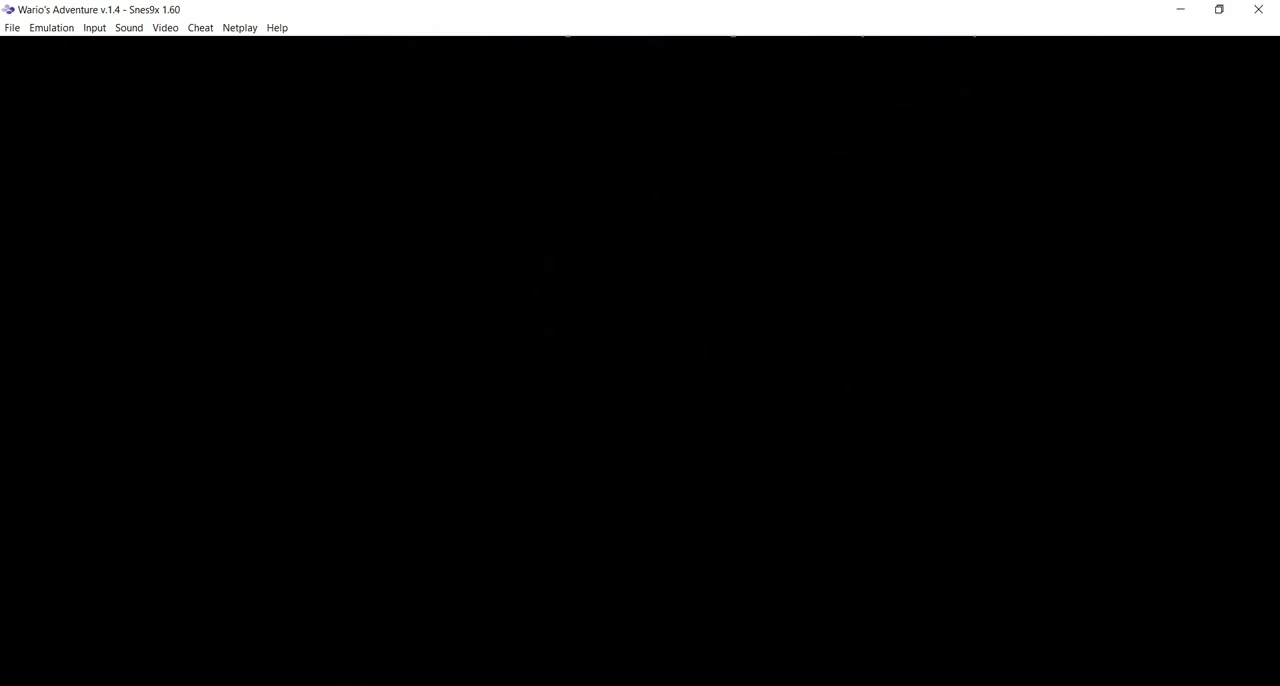 Wario's Adventure v.1.4 - Snes9x 1.60
File Emulation Input Sound Video Cheat Netplay Help